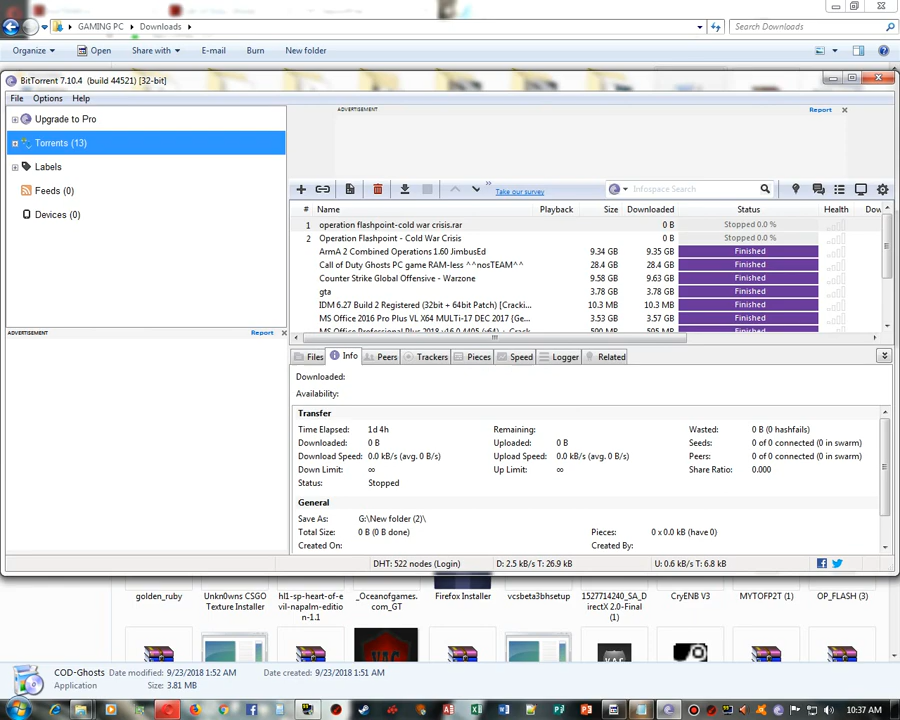 GAMING PC
Downloads
Search Downloads
Organize
Open
Share with
E-mail
Burn
New folder
BitTorrent 7.10.4 (build 44521) [32-bit]
File Options Help
Upgrade to Pro
Torrents (13)
Labels
Feeds (0)
Devices (0)
ADVERTISEMENT
Report
ADVERTISEMENT
Report
Take our survey
Infospace Search
# Name Playback Size Downloaded Status Health Dow
1 operation flashpoint-cold war crisis.rar 0 B Stopped 0.0 %
2 Operation Flashpoint - Cold War Crisis 0 B Stopped 0.0 %
ArmA 2 Combined Operations 1.60 JimbusEd 9.34 GB 9.35 GB Finished
Call of Duty Ghosts PC game RAM-less ^^nosTEAM^^ 28.4 GB 28.4 GB Finished
Counter Strike Global Offensive - Warzone 9.58 GB 9.63 GB Finished
gta 3.78 GB 3.78 GB Finished
IDM 6.27 Build 2 Registered (32bit + 64bit Patch) [Cracki... 10.3 MB 10.3 MB Finished
MS Office 2016 Pro Plus VL X64 MULTi-17 DEC 2017 {Ge... 3.53 GB 3.57 GB Finished
Finished
Files Info Peers Trackers Pieces Speed Logger Related
Downloaded:
Availability:
Transfer
Time Elapsed: 1d 4h Remaining: Wasted: 0 B (0 hashfails)
Downloaded: 0 B Uploaded: 0 B Seeds: 0 of 0 connected (0 in swarm)
Download Speed: 0.0 kB/s (avg. 0 B/s) Upload Speed: 0.0 kB/s (avg. 0 B/s) Peers: 0 of 0 connected (0 in swarm)
Down Limit: ∞ Up Limit: ∞ Share Ratio: 0.000
Status: Stopped
General
Save As: G:\New folder (2)\
Total Size: 0 B (0 B done) Pieces: 0 x 0.0 kB (have 0)
Created On: Created By:
DHT: 522 nodes (Login) D: 2.5 kB/s T: 26.9 kB U: 0.6 kB/s T: 6.8 kB
golden_ruby
Unkn0wns CSGO
Texture Installer
hl1-sp-heart-of-e
vil-napalm-editio
n-1.1
_Oceanofgames.
com_GT
Firefox Installer
vcsbeta3bhsetup
1527714240_SA_D
irectX 2.0-Final
(1)
CryENB V3
MYTOFP2T (1)
OP_FLASH (3)
COD-Ghosts Date modified: 9/23/2018 1:52 AM Date created: 9/23/2018 1:51 AM
Application Size: 3.81 MB
10:37 AM